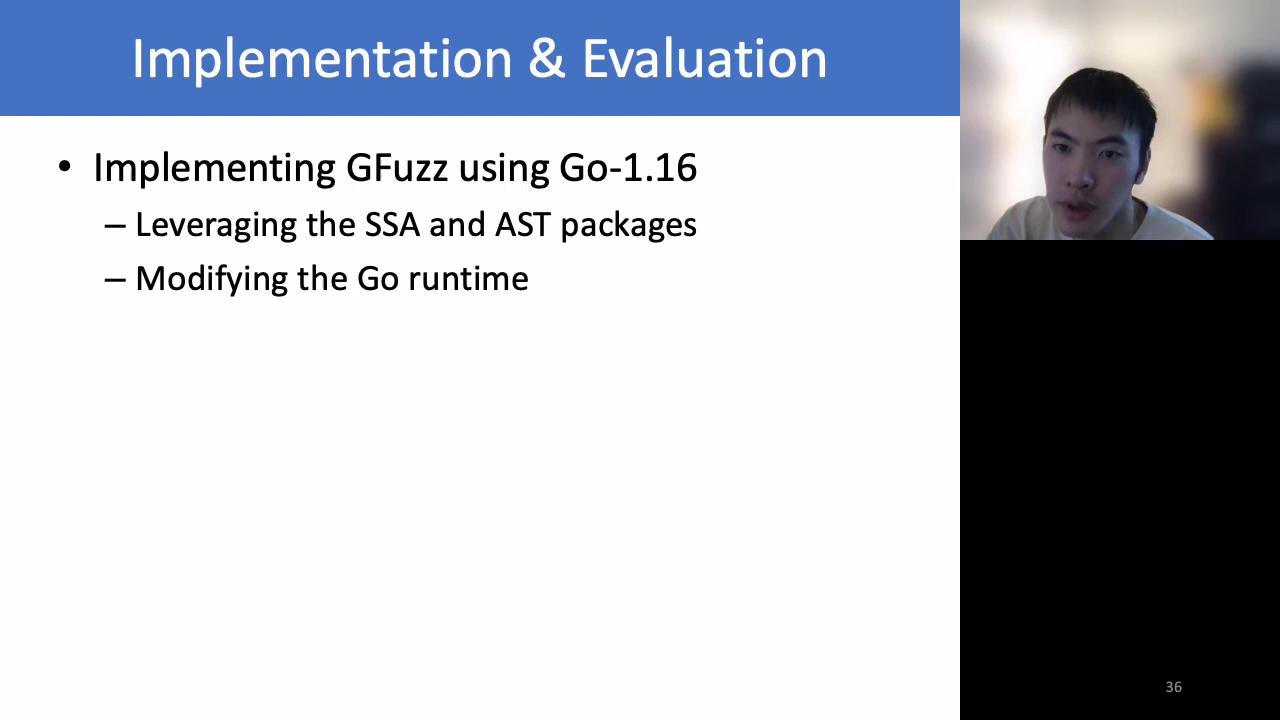 Implementation & Evaluation
• Implementing GFuzz using Go-1.16
– Leveraging the SSA and AST packages
– Modifying the Go runtime
36